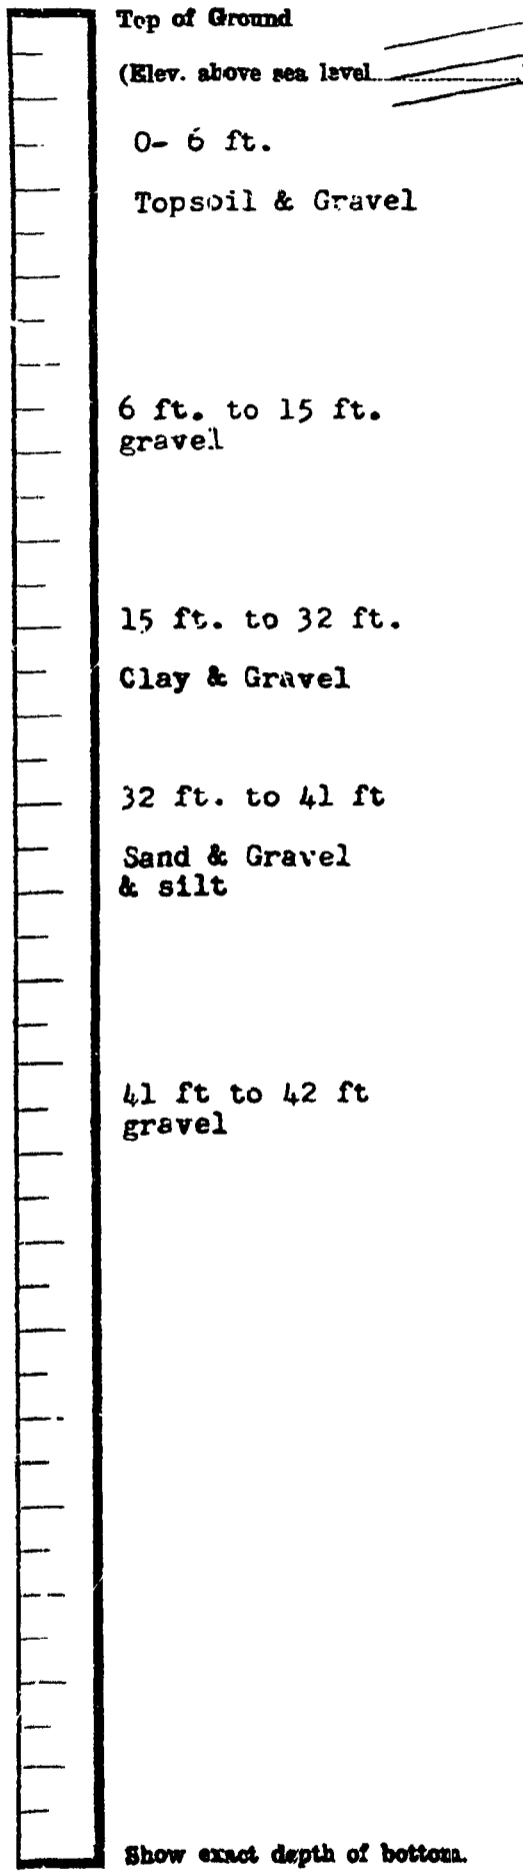 Top of Ground
(Elev. above sea level
0- 6 ft.
Topsoil & Gravel
6 ft. to 15 ft.
gravel
15 ft. to 32 ft.
Clay & Gravel
32 ft. to 41 ft
Sand & Gravel
& silt
41 ft to 42 ft
gravel
Show exact depth of bottom.